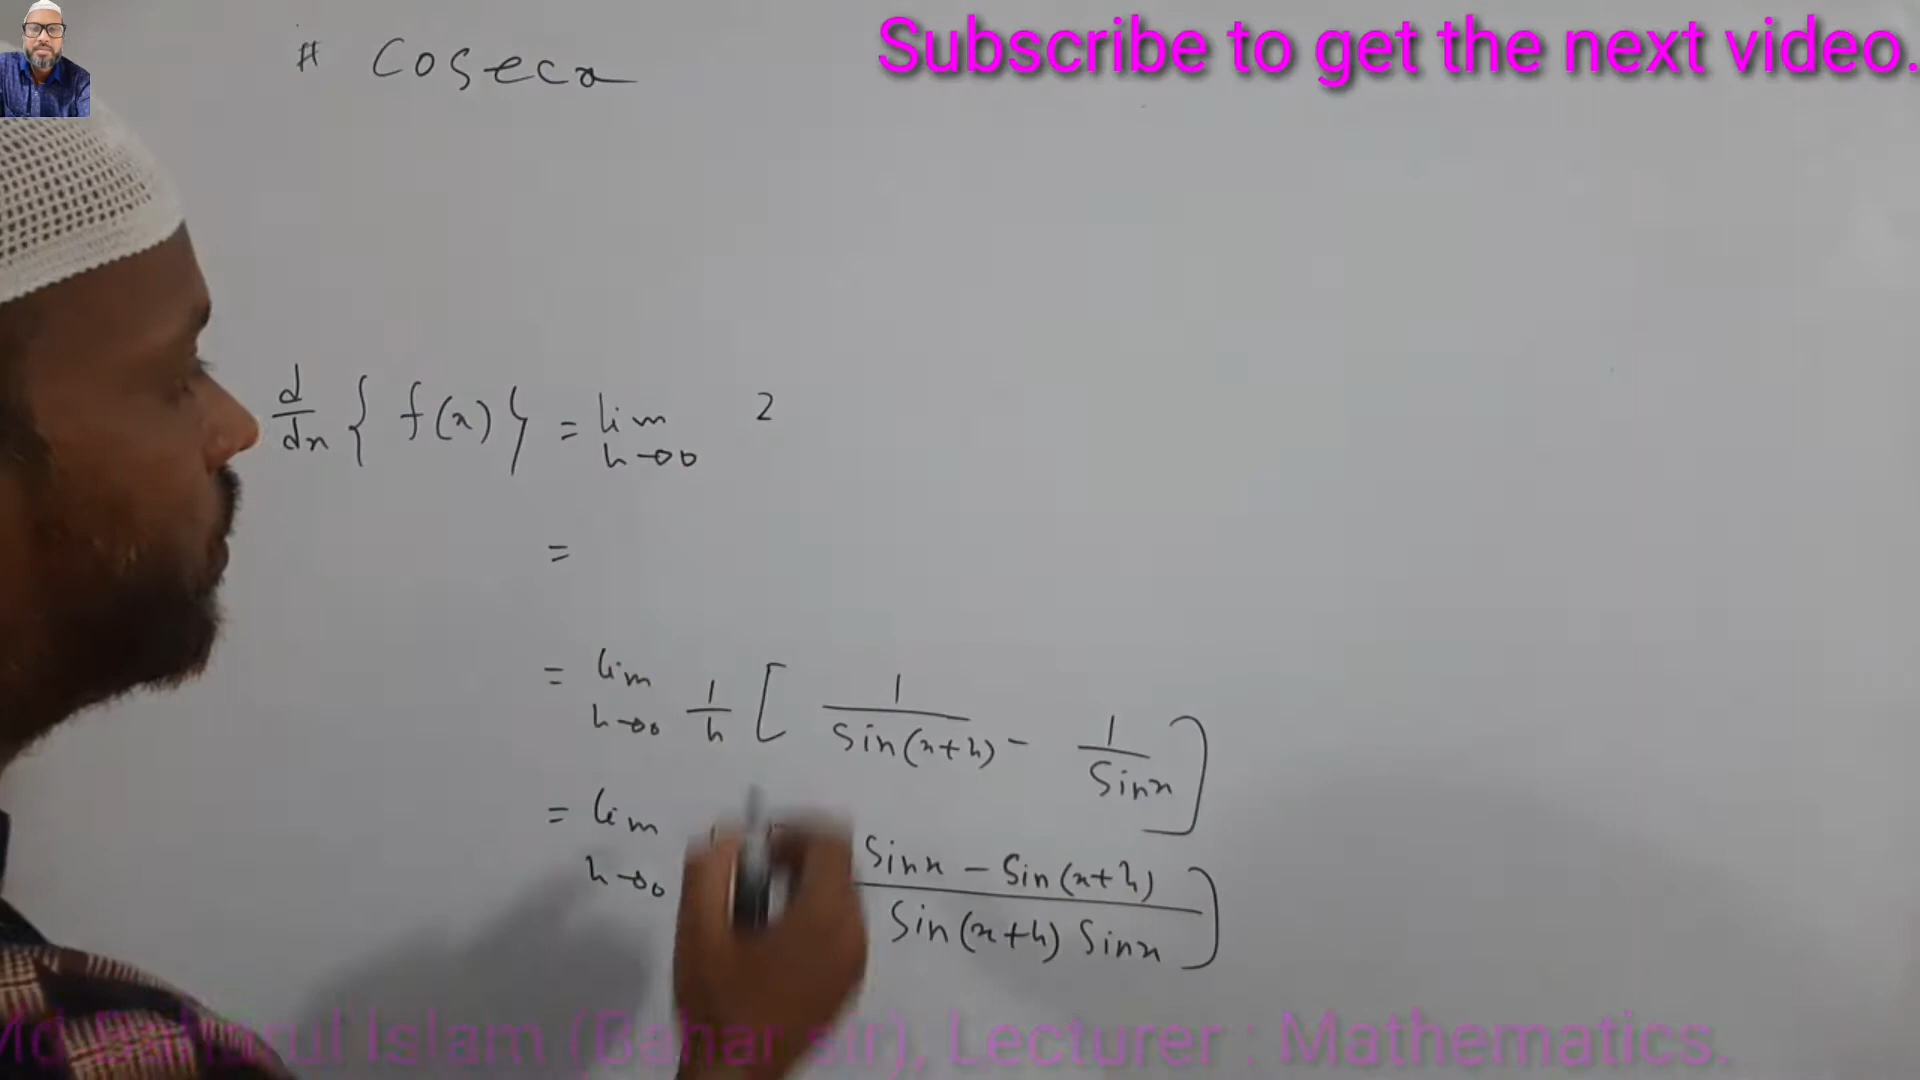 Subscribe to get the next video.
# Cosecx
d/dx { f(x) } = lim h→0 2
=
= lim h→0 1/h [ 1/Sin(x+h) - 1/Sinx ]
= lim h→0 Sinx - Sin(x+h) / Sin(x+h) Sinx ]
Md Baharul Islam (Bahar sir), Lecturer : Mathematics.